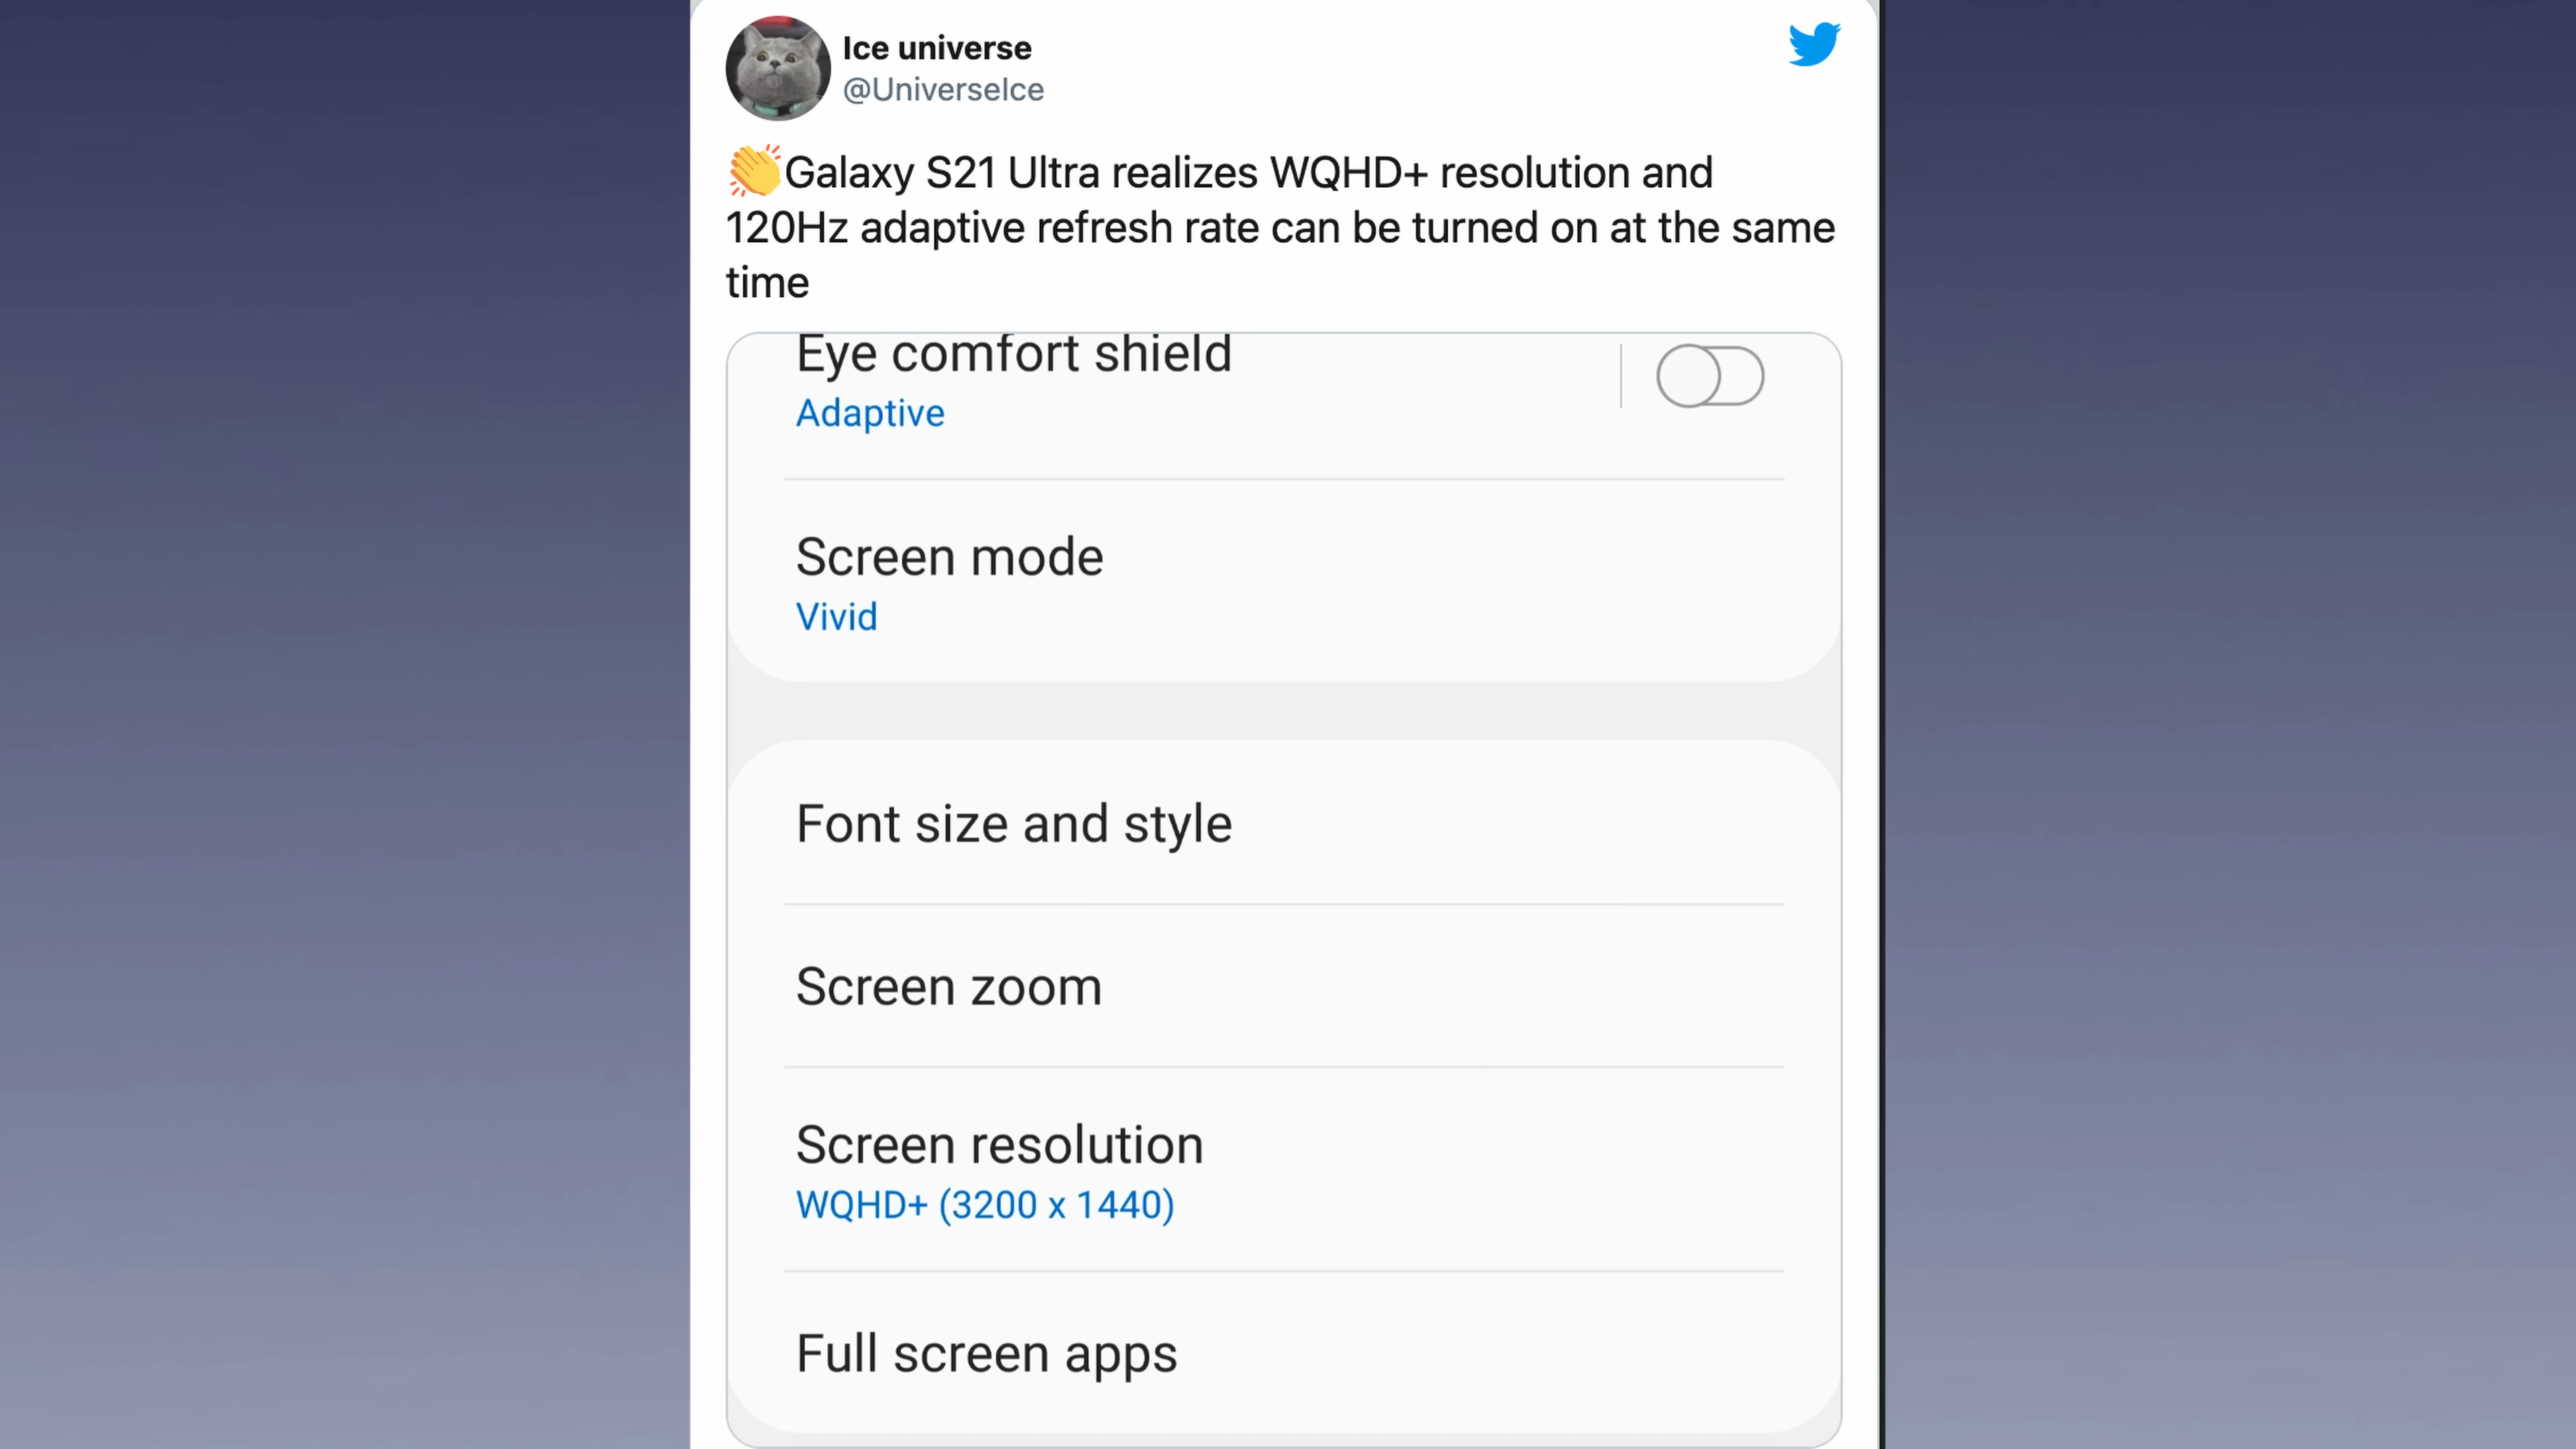 Ice universe
@UniverseIce
👏Galaxy S21 Ultra realizes WQHD+ resolution and
120Hz adaptive refresh rate can be turned on at the same
time
Eye comfort shield
Adaptive
Screen mode
Vivid
Font size and style
Screen zoom
Screen resolution
WQHD+ (3200 x 1440)
Full screen apps